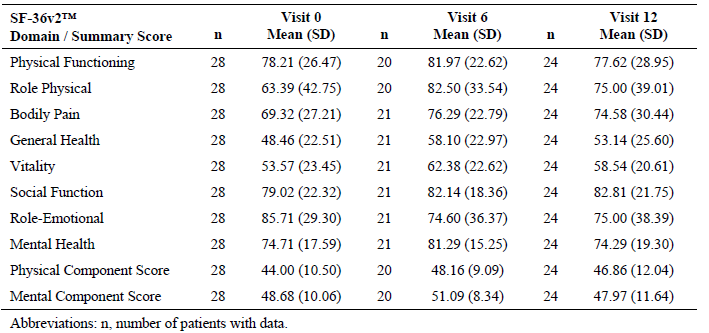 SF-36v2™ Visit 0 Visit 6 Visit 12
Domain / Summary Score n Mean (SD) n Mean (SD) n Mean (SD)
Physical Functioning 28 78.21 (26.47) 20 81.97 (22.62) 24 77.62 (28.95)
Role Physical 28 63.39 (42.75) 20 82.50 (33.54) 24 75.00 (39.01)
Bodily Pain 28 69.32 (27.21) 21 76.29 (22.79) 24 74.58 (30.44)
General Health 28 48.46 (22.51) 21 58.10 (22.97) 24 53.14 (25.60)
Vitality 28 53.57 (23.45) 21 62.38 (22.62) 24 58.54 (20.61)
Social Function 28 79.02 (22.32) 21 82.14 (18.36) 24 82.81 (21.75)
Role-Emotional 28 85.71 (29.30) 21 74.60 (36.37) 24 75.00 (38.39)
Mental Health 28 74.71 (17.59) 21 81.29 (15.25) 24 74.29 (19.30)
Physical Component Score 28 44.00 (10.50) 20 48.16 (9.09) 24 46.86 (12.04)
Mental Component Score 28 48.68 (10.06) 20 51.09 (8.34) 24 47.97 (11.64)
Abbreviations: n, number of patients with data.